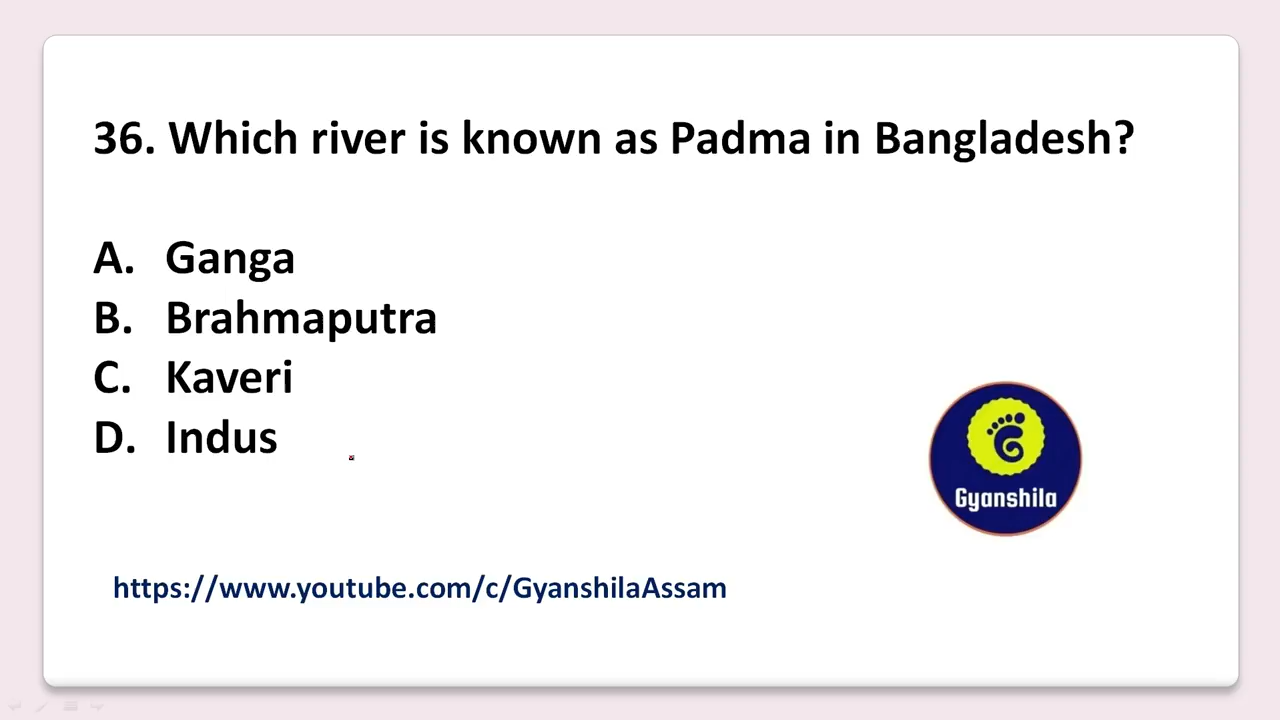 36. Which river is known as Padma in Bangladesh?
A. Ganga
B. Brahmaputra
C. Kaveri
D. Indus
Gyanshila
https://www.youtube.com/c/GyanshilaAssam